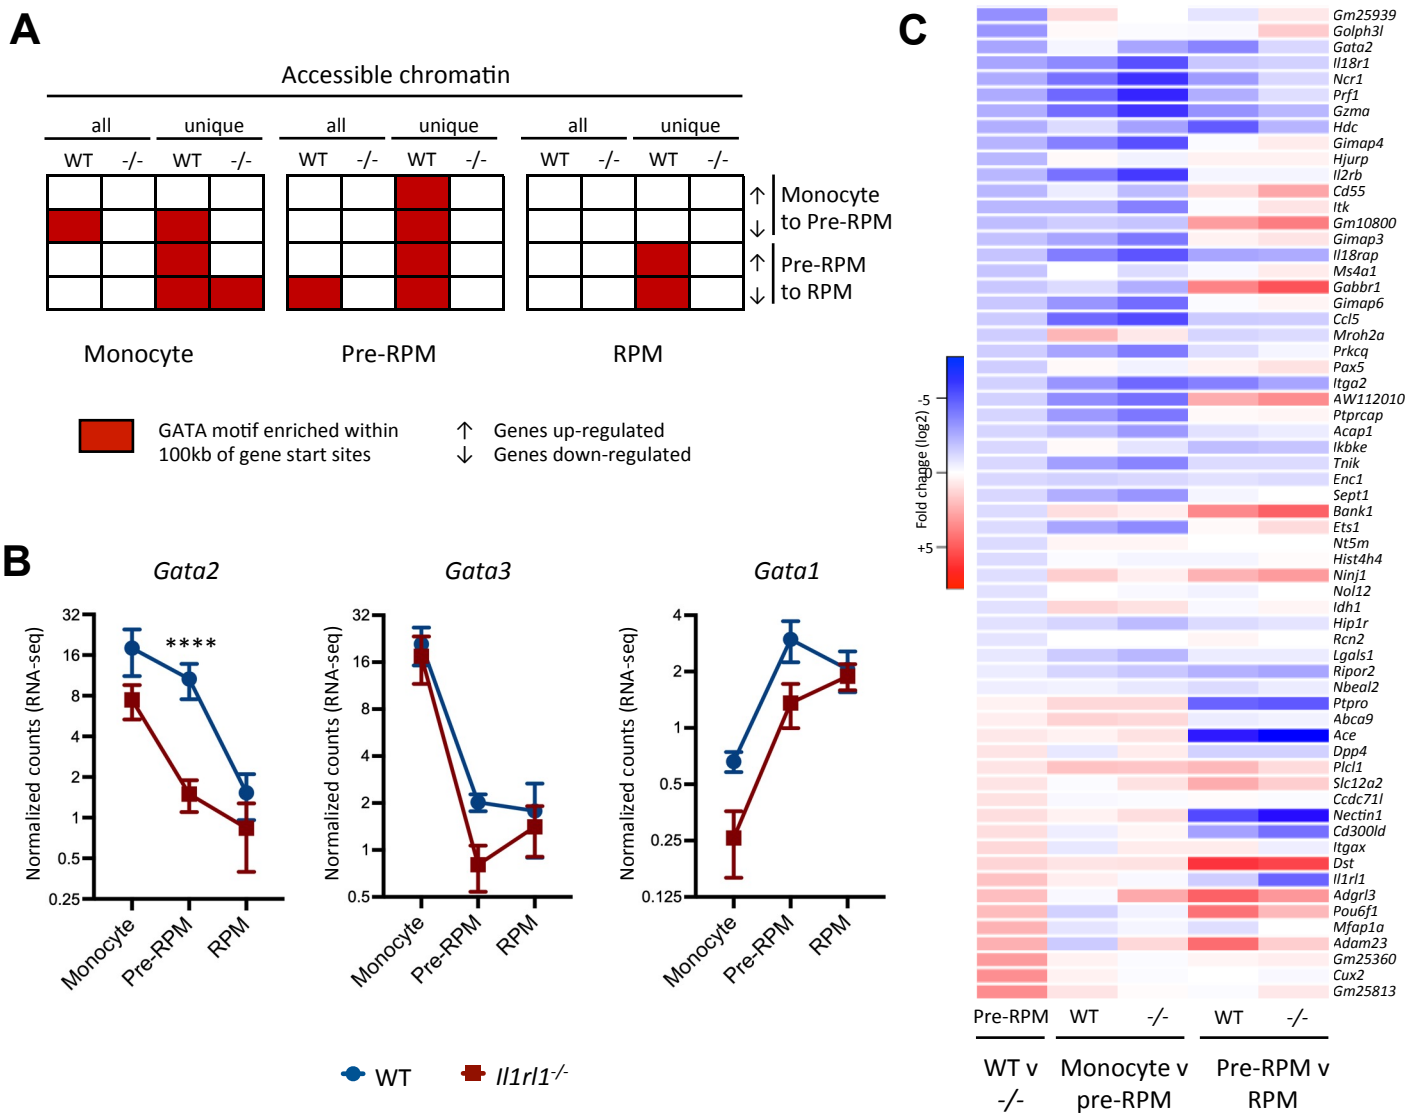 A
Accessible chromatin
all unique all unique all unique
WT -/- WT -/- WT -/- WT -/- WT -/- WT -/-
↑ Monocyte
↓ to Pre-RPM
↑ Pre-RPM
↓ to RPM
Monocyte Pre-RPM RPM
GATA motif enriched within
100kb of gene start sites
↑ Genes up-regulated
↓ Genes down-regulated
B
Gata2
Normalized counts (RNA-seq)
32
16
8
4
2
1
0.5
0.25
****
Monocyte
Pre-RPM
RPM
Gata3
Normalized counts (RNA-seq)
32
16
8
4
2
1
0.5
Monocyte
Pre-RPM
RPM
Gata1
Normalized counts (RNA-seq)
4
2
1
0.5
0.25
0.125
Monocyte
Pre-RPM
RPM
WT
Il1rl1-/-
C
Fold change (log2)
-5
0
+5
Gm25939
Golph3l
Gata2
Il18r1
Ncr1
Prf1
Gzma
Hdc
Gimap4
Hjurp
Il2rb
Cd55
Itk
Gm10800
Gimap3
Il18rap
Ms4a1
Gabbr1
Gimap6
Ccl5
Mroh2a
Prkcq
Pax5
Itga2
AW112010
Ptprcap
Acap1
Ikbke
Tnik
Enc1
Sept1
Bank1
Ets1
Nt5m
Hist4h4
Ninj1
Nol12
Idh1
Hip1r
Rcn2
Lgals1
Ripor2
Nbeal2
Ptpro
Abca9
Ace
Dpp4
Plcl1
Slc12a2
Ccdc71l
Nectin1
Cd300ld
Itgax
Dst
Il1rl1
Adgrl3
Pou6f1
Mfap1a
Adam23
Gm25360
Cux2
Gm25813
Pre-RPM WT -/- WT -/-
WT v
-/-
Monocyte v
pre-RPM
Pre-RPM v
RPM